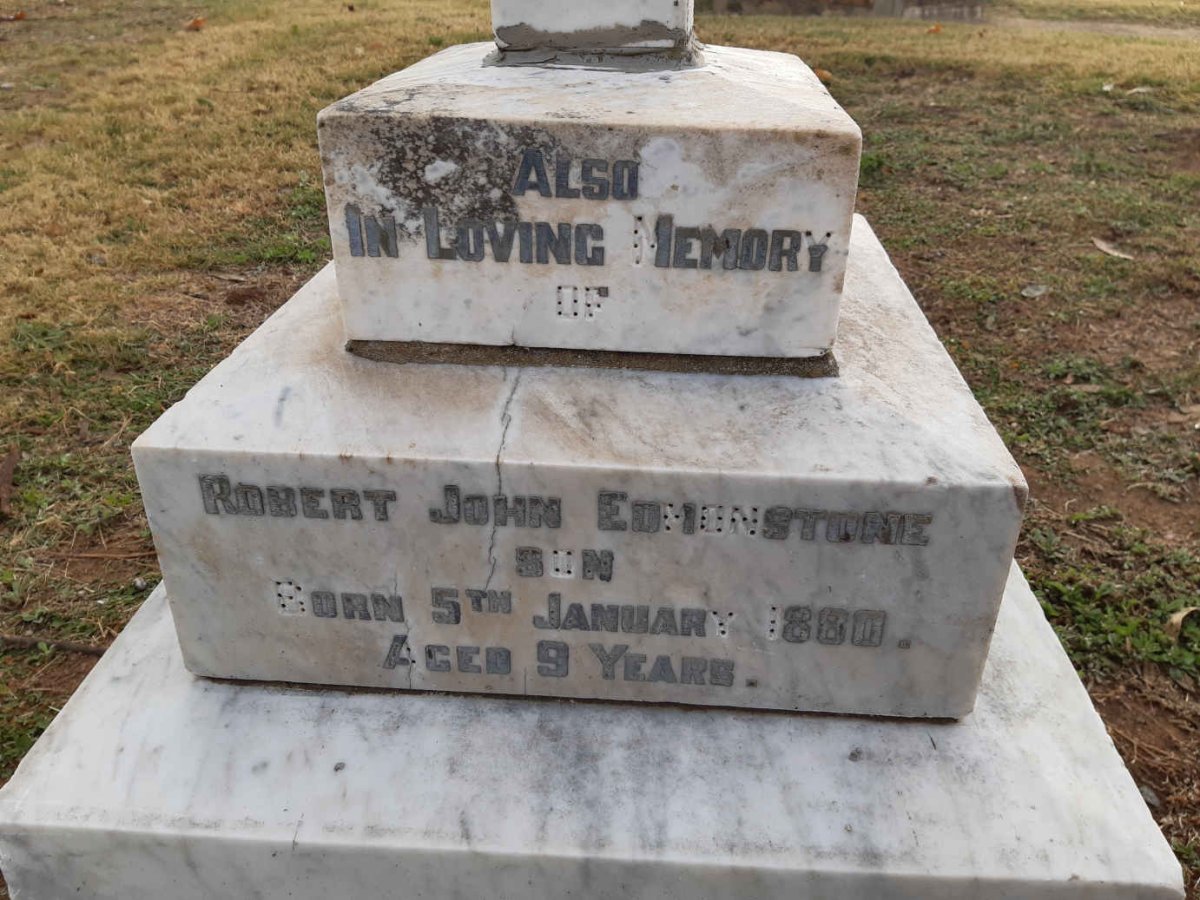 ALSO
IN LOVING MEMORY
OF
ROBERT JOHN EDMONSTONE
SON
BORN 5TH JANUARY 1880.
AGED 9 YEARS.